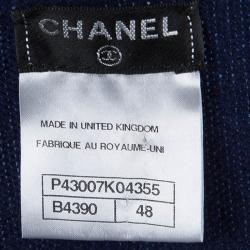 CHANEL
MADE IN UNITED KINGDOM
FABRIQUE AU ROYAUME-UNI
P43007K04355
B4390 48